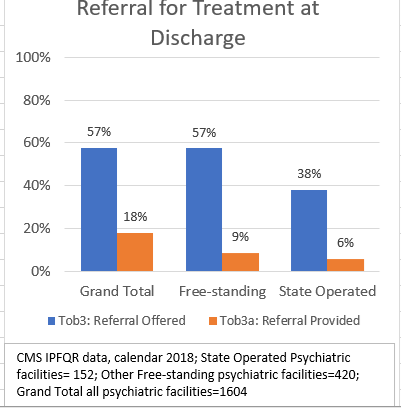 Referral for Treatment at
Discharge
100%
80%
60%
40%
20%
0%
57%
18%
57%
9%
38%
6%
Grand Total Free-standing State Operated
Tob3: Referral Offered Tob3a: Referral Provided
CMS IPFQR data, calendar 2018; State Operated Psychiatric
facilities= 152; Other Free-standing psychiatric facilities=420;
Grand Total all psychiatric facilities=1604